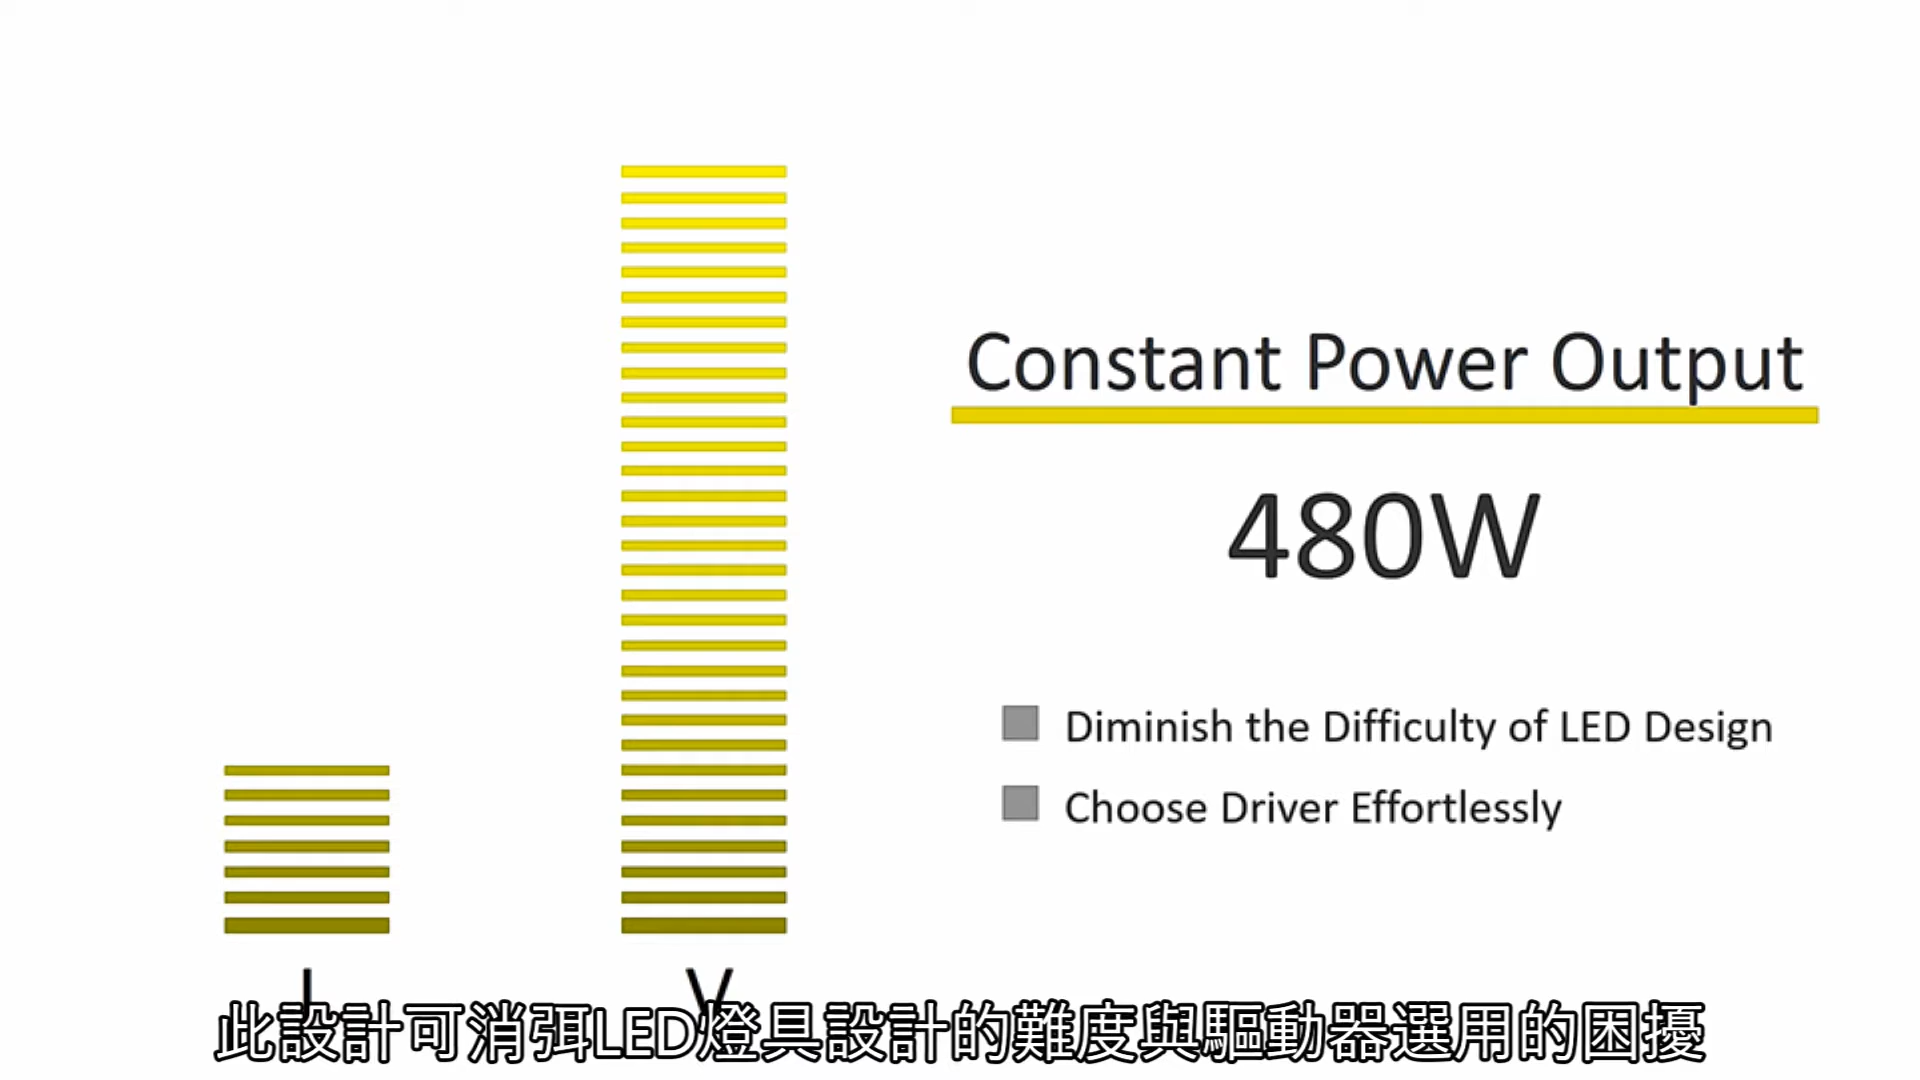 Constant Power Output
480W
Diminish the Difficulty of LED Design
Choose Driver Effortlessly
I V
此設計可消弭LED燈具設計的難度與驅動器選用的困擾